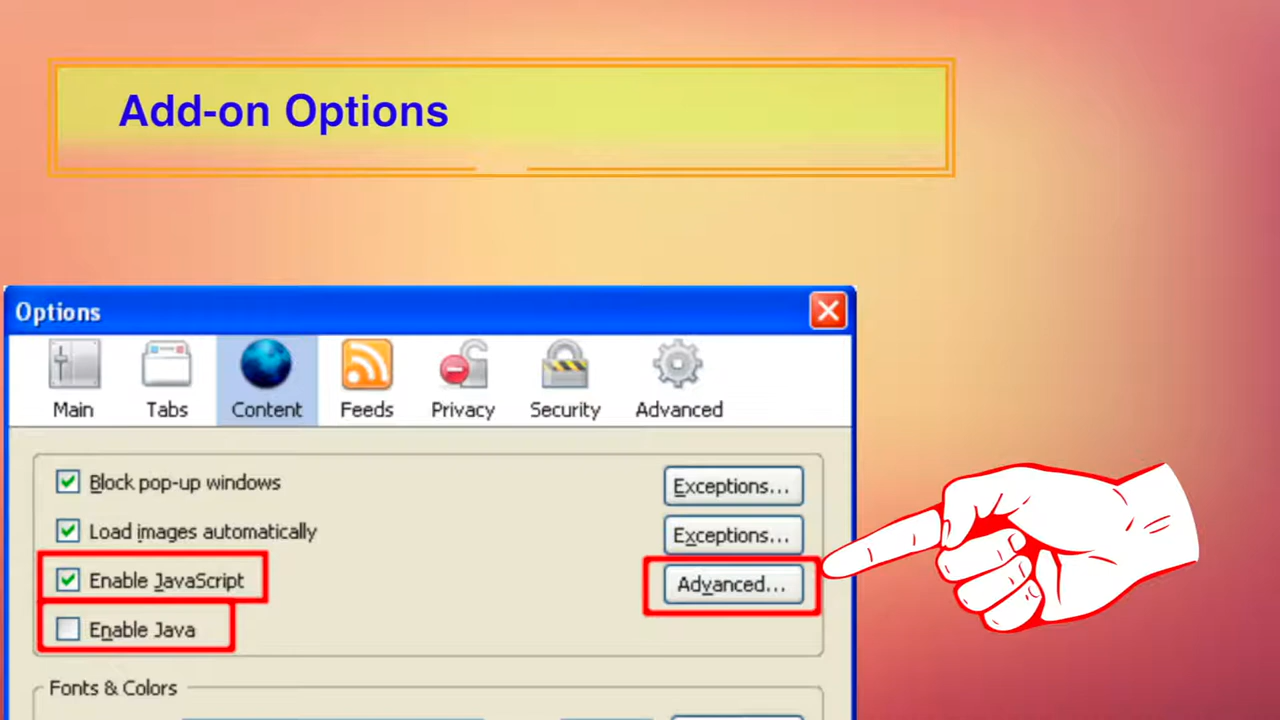 Add-on Options
Options
Main Tabs Content Feeds Privacy Security Advanced
Block pop-up windows Exceptions...
Load images automatically Exceptions...
Enable JavaScript Advanced...
Enable Java
Fonts & Colors